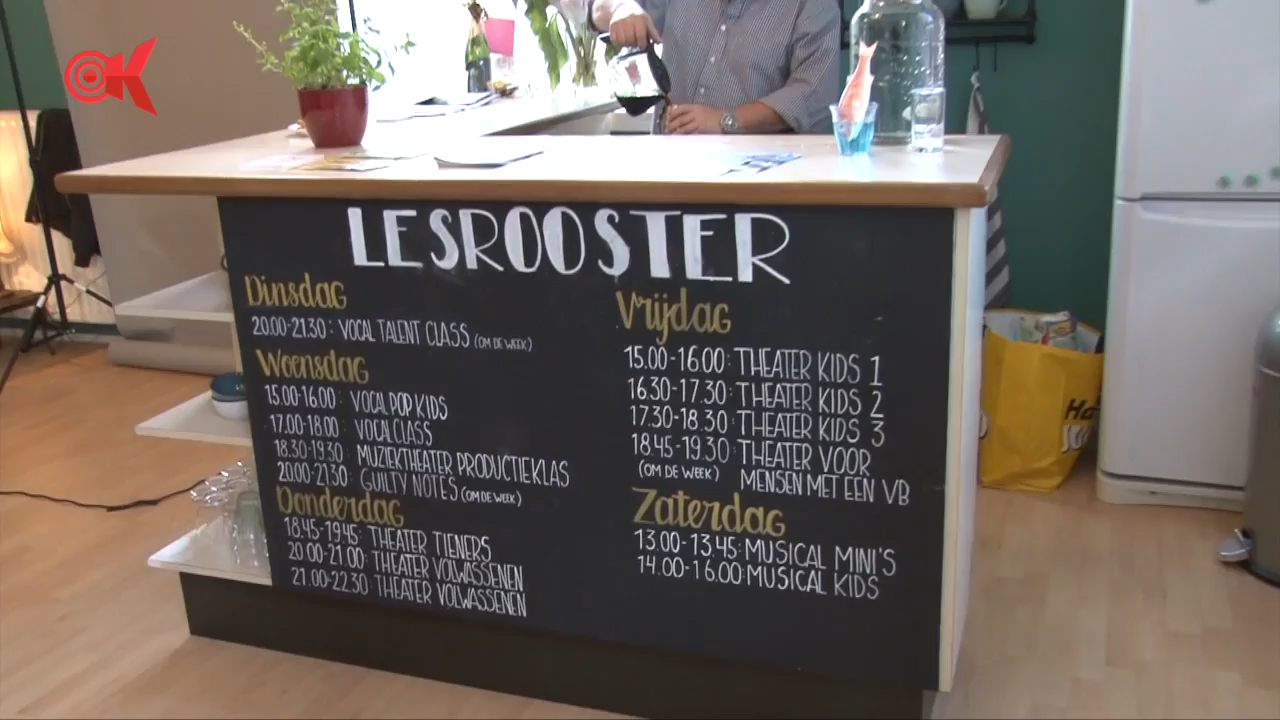 OK
LESROOSTER
Dinsdag
20.00-21.30: VOCAL TALENT CLASS (OM DE WEEK)
Woensdag
15.00-16.00: VOCAL POP KIDS
17.00-18.00: VOCALCLASS
18.30-19.30: MUZIEKTHEATER PRODUCTIEKLAS
20.00-21.30: GUILTY NOTES (OM DE WEEK)
Donderdag
18.45-19.45: THEATER TIENERS
20.00-21.00: THEATER VOLWASSENEN
21.00-22.30: THEATER VOLWASSENEN
Vrijdag
15.00-16.00: THEATER KIDS 1
16.30-17.30: THEATER KIDS 2
17.30-18.30: THEATER KIDS 3
18.45-19.30: THEATER VOOR
(OM DE WEEK) MENSEN MET EEN VB
Zaterdag
13.00-13.45: MUSICAL MINI'S
14.00-16.00: MUSICAL KIDS